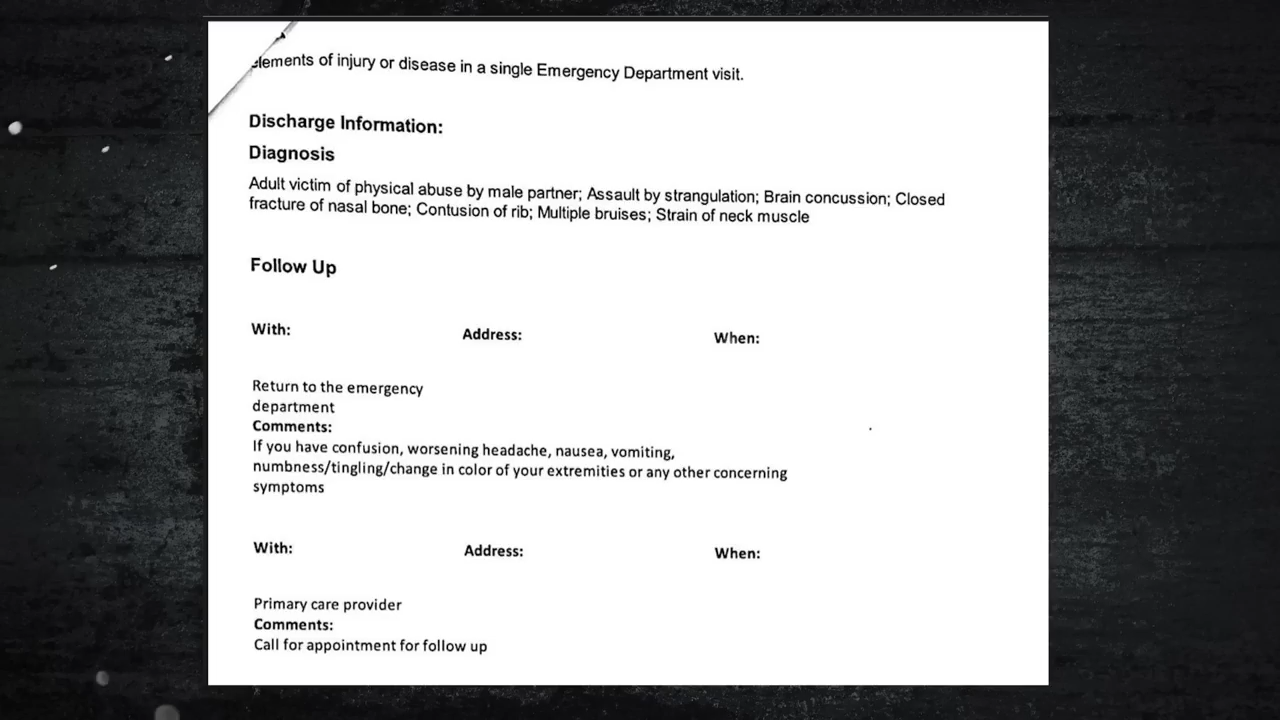 elements of injury or disease in a single Emergency Department visit.
Discharge Information:
Diagnosis
Adult victim of physical abuse by male partner; Assault by strangulation; Brain concussion; Closed
fracture of nasal bone; Contusion of rib; Multiple bruises; Strain of neck muscle
Follow Up
With: Address: When:
Return to the emergency
department
Comments:
If you have confusion, worsening headache, nausea, vomiting,
numbness/tingling/change in color of your extremities or any other concerning
symptoms
With: Address: When:
Primary care provider
Comments:
Call for appointment for follow up